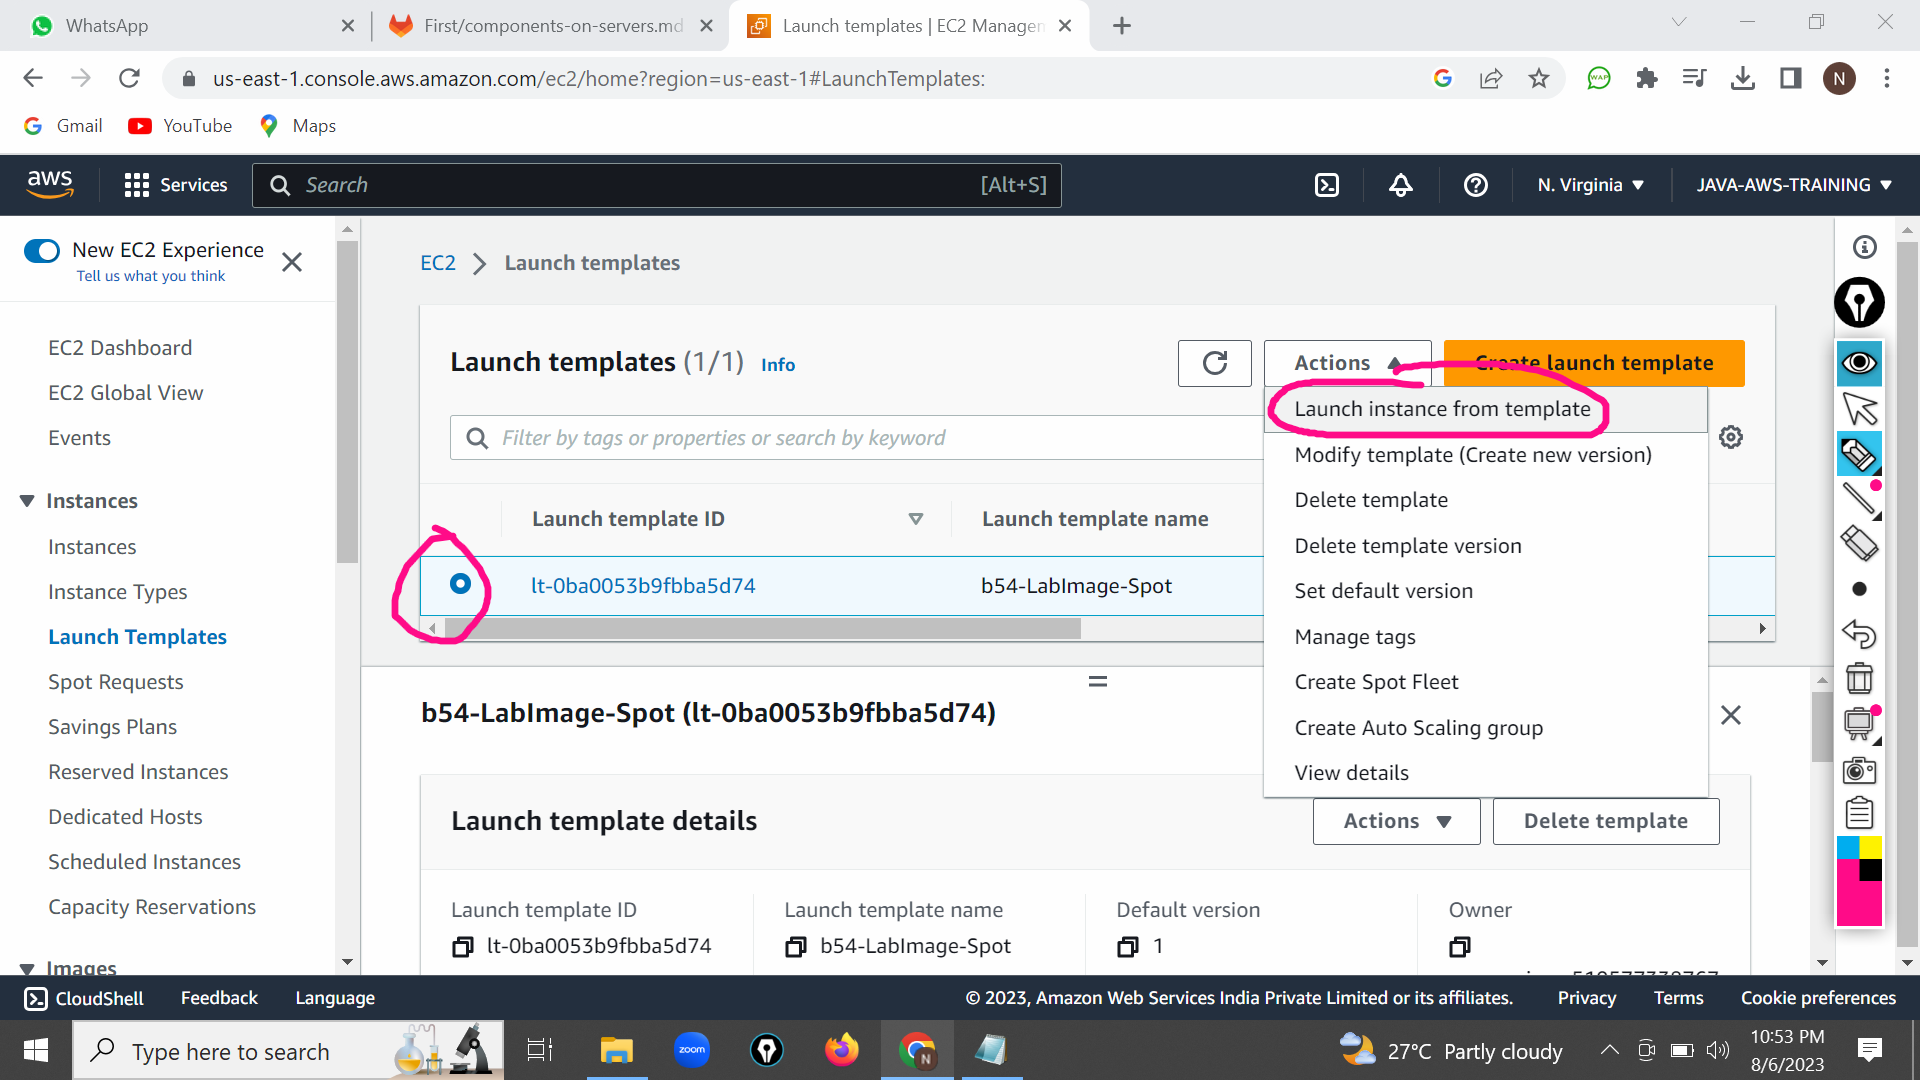 WhatsApp
First/components-on-servers.md
Launch templates | EC2 Manager
us-east-1.console.aws.amazon.com/ec2/home?region=us-east-1#LaunchTemplates:
WAP
N
Gmail
YouTube
Maps
aws
Services
Search
[Alt+S]
N. Virginia
JAVA-AWS-TRAINING
New EC2 Experience
Tell us what you think
EC2 Dashboard
EC2 Global View
Events
Instances
Instances
Instance Types
Launch Templates
Spot Requests
Savings Plans
Reserved Instances
Dedicated Hosts
Scheduled Instances
Capacity Reservations
Images
EC2
Launch templates
Launch templates (1/1) Info
Actions
Create launch template
Filter by tags or properties or search by keyword
Launch instance from template
Modify template (Create new version)
Delete template
Delete template version
Set default version
Manage tags
Create Spot Fleet
Create Auto Scaling group
View details
Launch template ID
Launch template name
lt-0ba0053b9fbba5d74
b54-LabImage-Spot
b54-LabImage-Spot (lt-0ba0053b9fbba5d74)
Launch template details
Actions
Delete template
Launch template ID
lt-0ba0053b9fbba5d74
Launch template name
b54-LabImage-Spot
Default version
1
Owner
CloudShell
Feedback
Language
© 2023, Amazon Web Services India Private Limited or its affiliates.
Privacy
Terms
Cookie preferences
Type here to search
zoom
N
27°C Partly cloudy
10:53 PM
8/6/2023